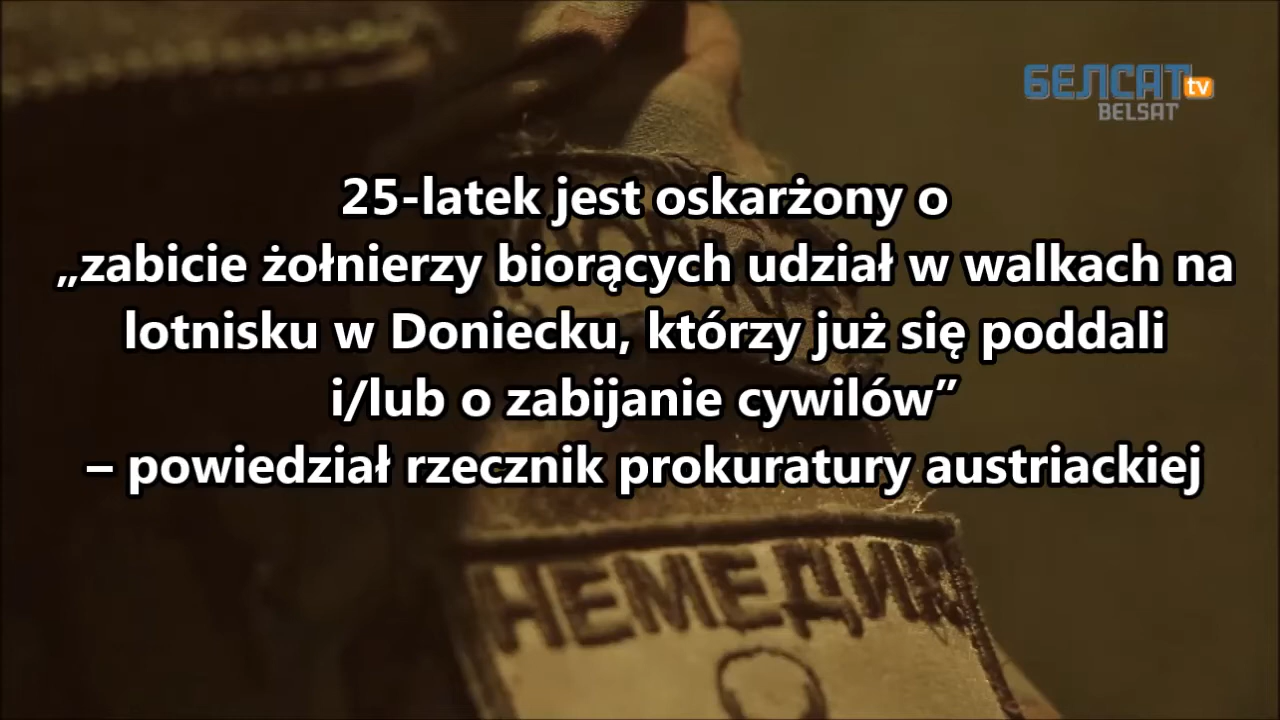 БЕЛСАТ tv
BELSAT
25-latek jest oskarżony o
„zabicie żołnierzy biorących udział w walkach na
lotnisku w Doniecku, którzy już się poddali
i/lub o zabijanie cywilów”
– powiedział rzecznik prokuratury austriackiej
НЕМЕДИК